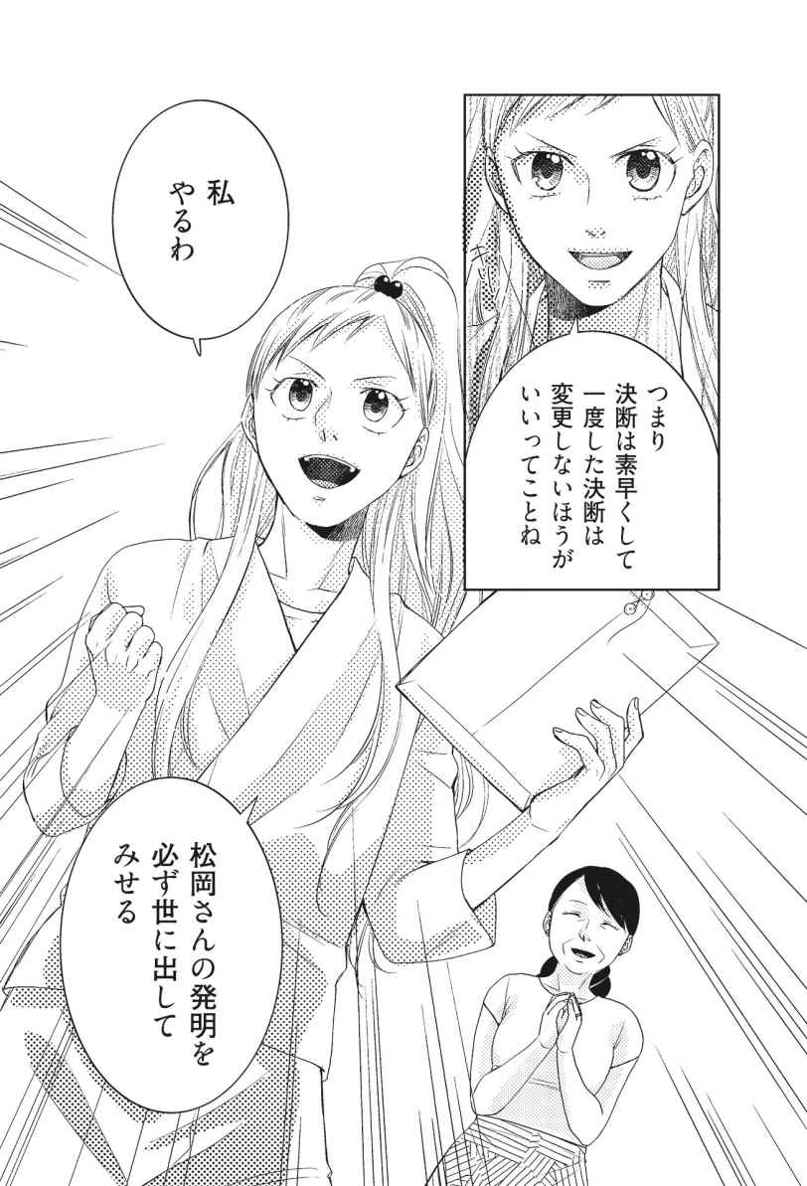 つまり
決断は素早くして
一度した決断は
変更しないほうが
いいってことね
私
やるわ
松岡さんの発明を
必ず世に出して
みせる